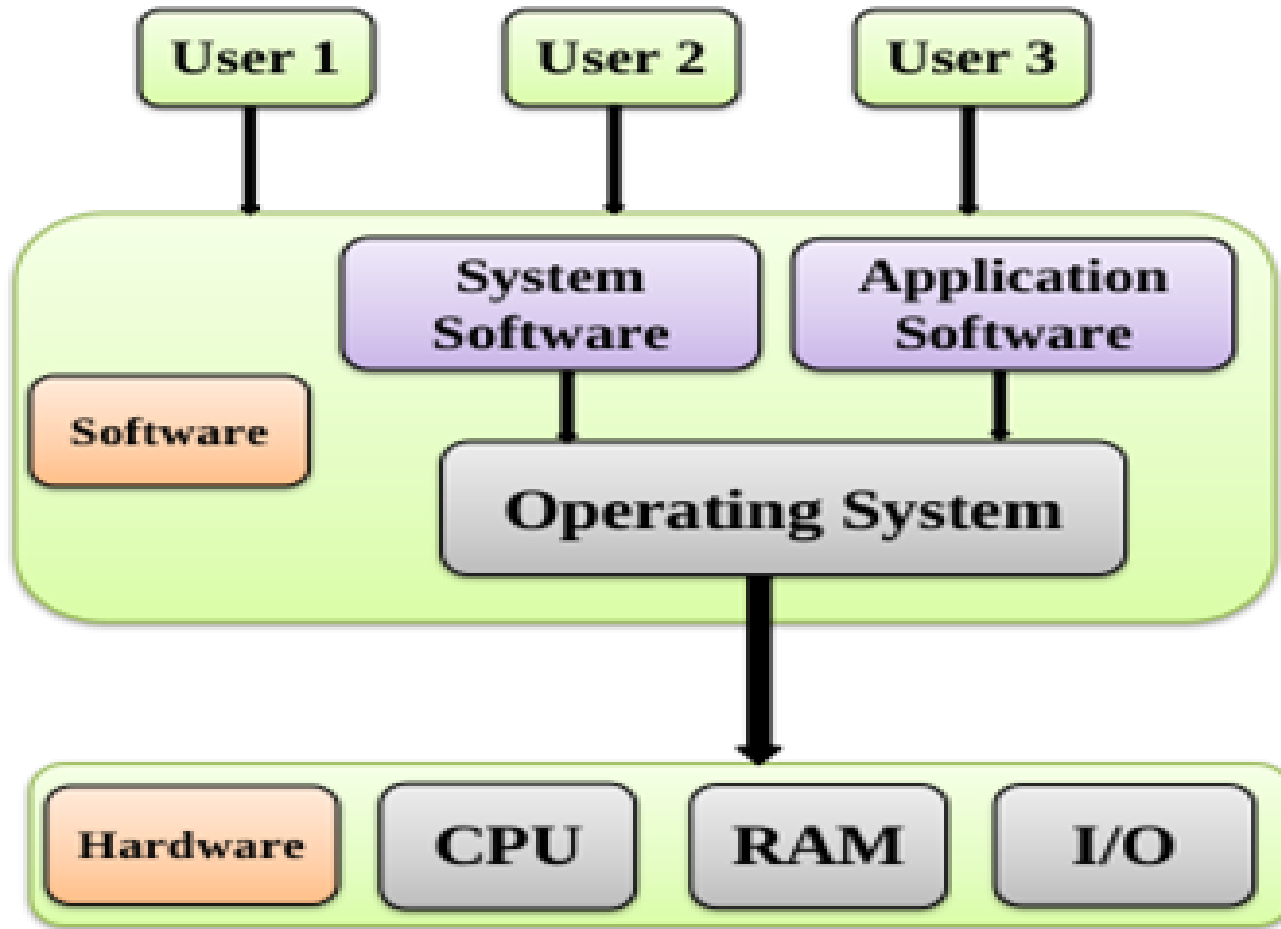 User 1
User 2
User 3
System
Software
Application
Software
Software
Operating System
Hardware
CPU
RAM
I/O